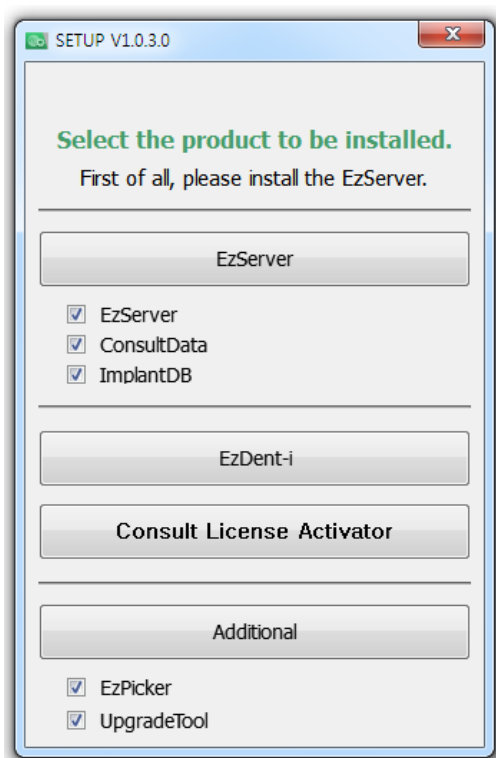 SETUP V1.0.3.0
Select the product to be installed.
First of all, please install the EzServer.
EzServer
EzServer
ConsultData
ImplantDB
EzDent-i
Consult License Activator
Additional
EzPicker
UpgradeTool